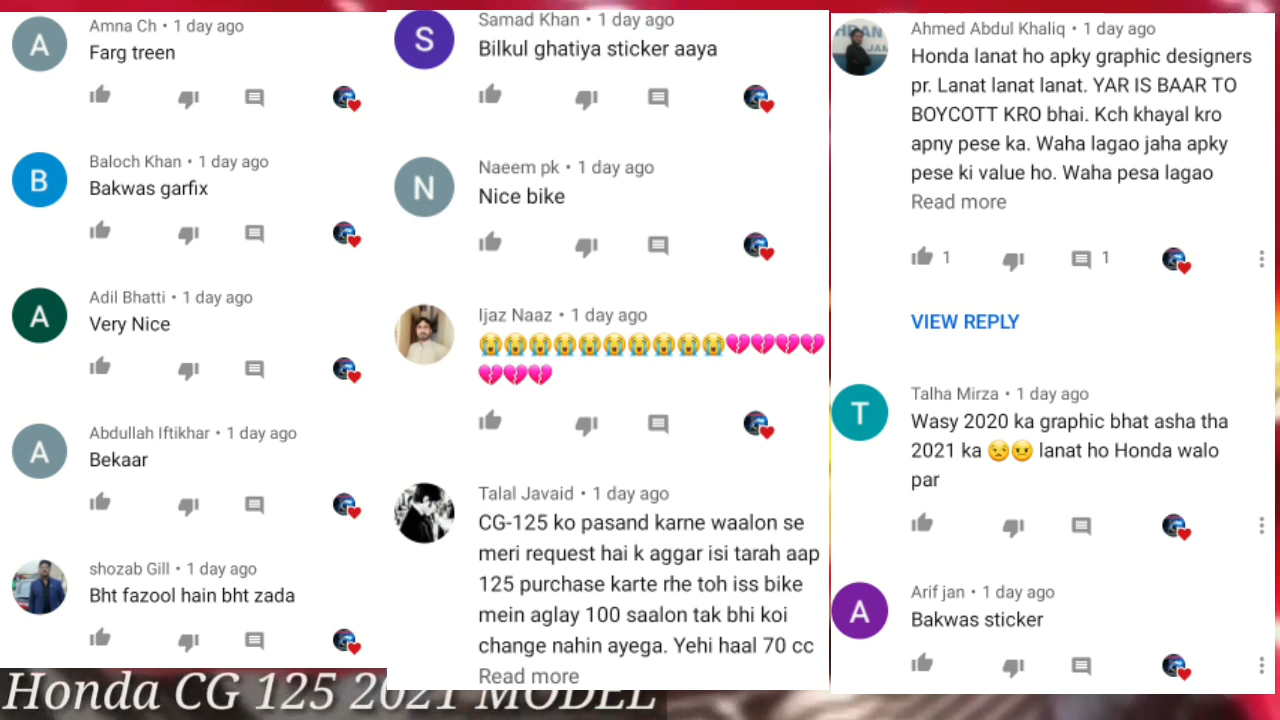 A
Amna Ch • 1 day ago
Farg treen
B
Baloch Khan • 1 day ago
Bakwas garfix
A
Adil Bhatti • 1 day ago
Very Nice
A
Abdullah Iftikhar • 1 day ago
Bekaar
shozab Gill • 1 day ago
Bht fazool hain bht zada
S
Samad Khan • 1 day ago
Bilkul ghatiya sticker aaya
N
Naeem pk • 1 day ago
Nice bike
Ijaz Naaz • 1 day ago
😭😭😭😭😭😭😭😭😭😭💔💔💔💔
💔💔💔
Talal Javaid • 1 day ago
CG-125 ko pasand karne waalon se
meri request hai k aggar isi tarah aap
125 purchase karte rhe toh iss bike
mein aglay 100 saalon tak bhi koi
change nahin ayega. Yehi haal 70 cc
Read more
Ahmed Abdul Khaliq • 1 day ago
Honda lanat ho apky graphic designers
pr. Lanat lanat lanat. YAR IS BAAR TO
BOYCOTT KRO bhai. Kch khayal kro
apny pese ka. Waha lagao jaha apky
pese ki value ho. Waha pesa lagao
Read more
1 1
VIEW REPLY
T
Talha Mirza • 1 day ago
Wasy 2020 ka graphic bhat asha tha
2021 ka 😒😠 lanat ho Honda walo
par
A
Arif jan • 1 day ago
Bakwas sticker
Honda CG 125 2021 MODEL